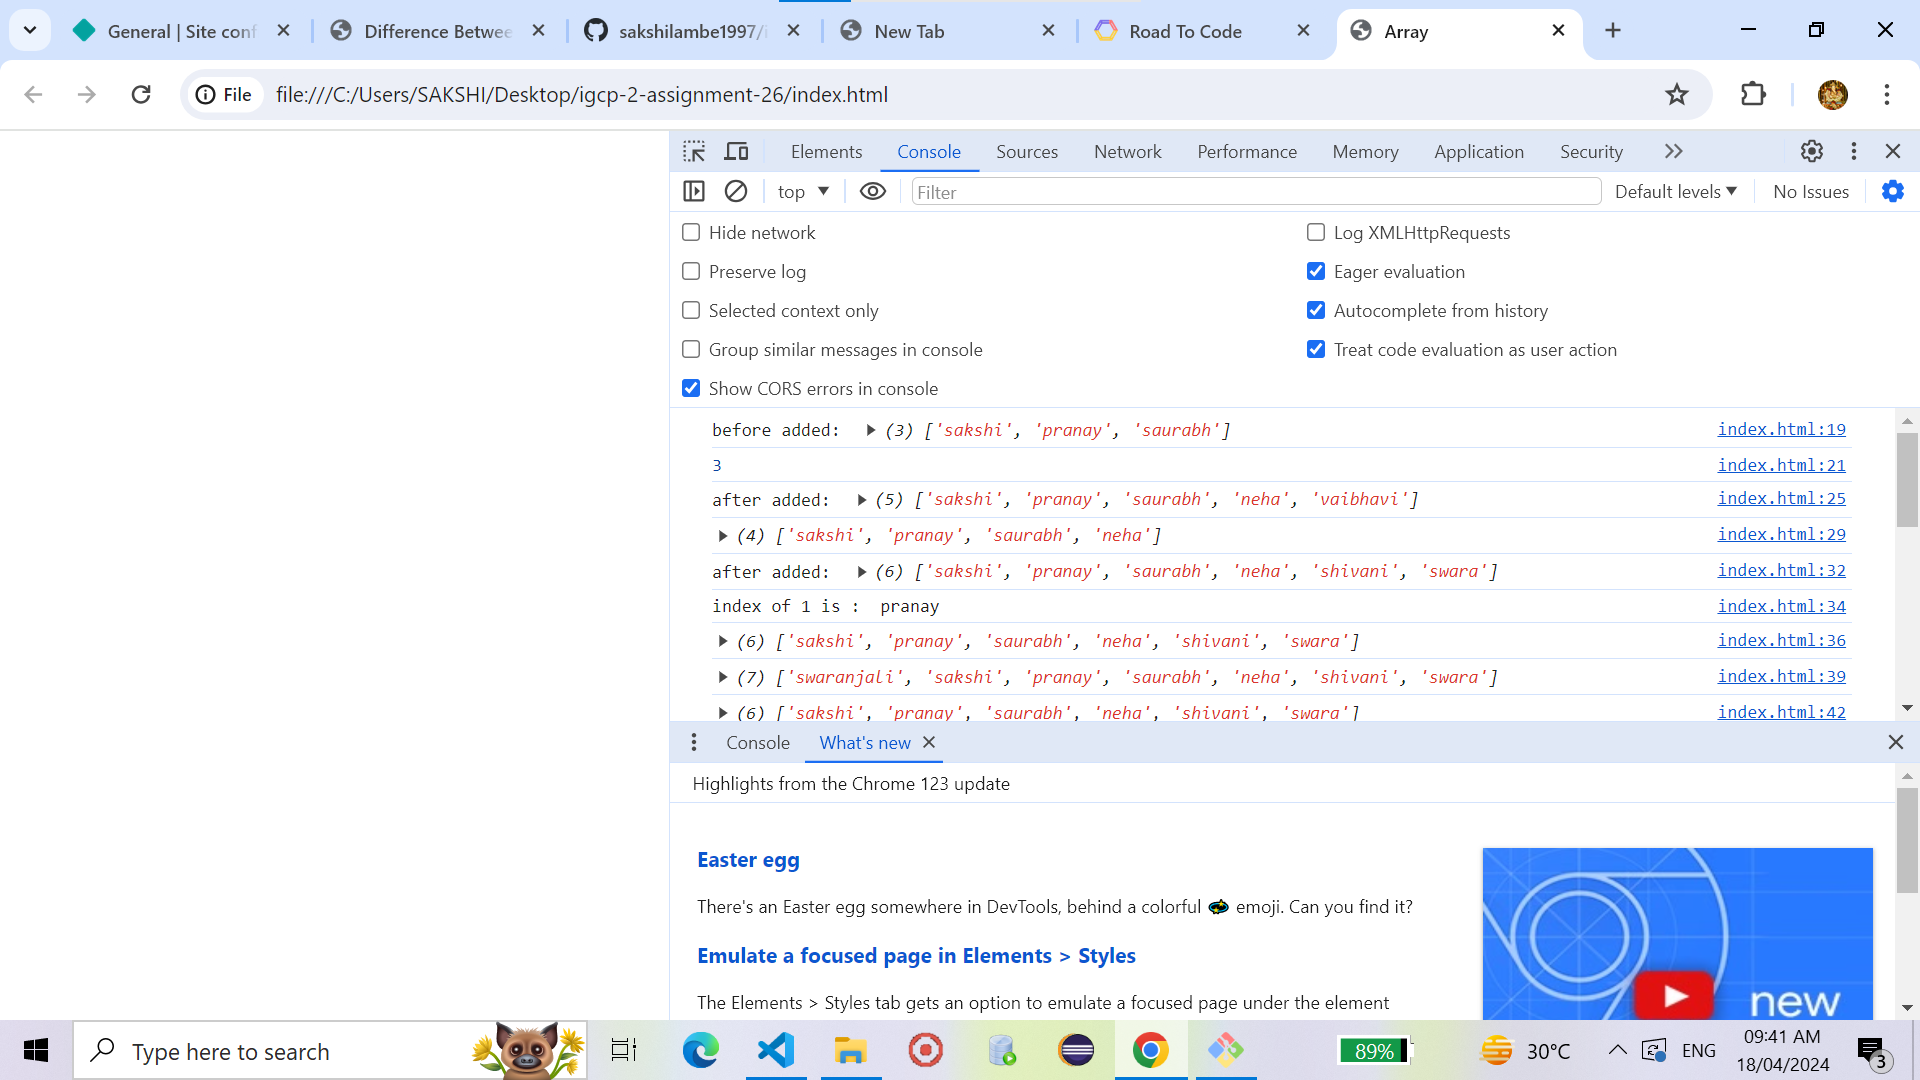 General | Site conf
Difference Betwee
sakshilambe1997/i
New Tab
Road To Code
Array
File
file:///C:/Users/SAKSHI/Desktop/igcp-2-assignment-26/index.html
Elements Console Sources Network Performance Memory Application Security
top Filter Default levels No Issues
Hide network Log XMLHttpRequests
Preserve log Eager evaluation
Selected context only Autocomplete from history
Group similar messages in console Treat code evaluation as user action
Show CORS errors in console
before added: ▶ (3) ['sakshi', 'pranay', 'saurabh'] index.html:19
3 index.html:21
after added: ▶ (5) ['sakshi', 'pranay', 'saurabh', 'neha', 'vaibhavi'] index.html:25
▶ (4) ['sakshi', 'pranay', 'saurabh', 'neha'] index.html:29
after added: ▶ (6) ['sakshi', 'pranay', 'saurabh', 'neha', 'shivani', 'swara'] index.html:32
index of 1 is : pranay index.html:34
▶ (6) ['sakshi', 'pranay', 'saurabh', 'neha', 'shivani', 'swara'] index.html:36
▶ (7) ['swaranjali', 'sakshi', 'pranay', 'saurabh', 'neha', 'shivani', 'swara'] index.html:39
▶ (6) ['sakshi', 'pranay', 'saurabh', 'neha', 'shivani', 'swara'] index.html:42
Console What's new
Highlights from the Chrome 123 update
Easter egg
There's an Easter egg somewhere in DevTools, behind a colorful emoji. Can you find it?
Emulate a focused page in Elements > Styles
The Elements > Styles tab gets an option to emulate a focused page under the element
new
Type here to search
89%
30°C
ENG
09:41 AM
18/04/2024
3